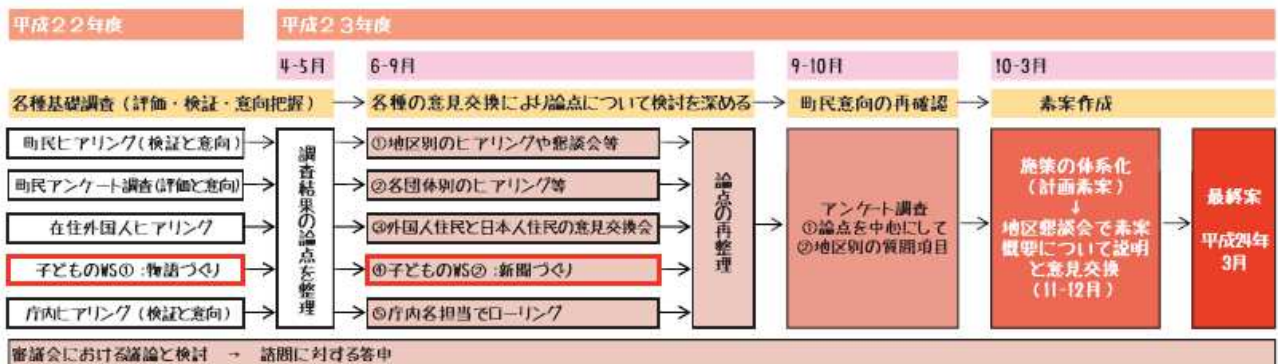 平成22年度
平成23年度
4-5月
6-9月
9-10月
10-3月
各種基礎調査(評価・検証・意向把握)
各種の意見交換により論点について検討を深める
町民意向の再確認
素案作成
町民ヒアリング(検証と意向)
町民アンケート調査(評価と意向)
在住外国人ヒアリング
子どものWS①:物語づくり
庁内ヒアリング(検証と意向)
調査結果の論点を整理
①地区別のヒアリングや懇談会等
②各団体別のヒアリング等
③外国人住民と日本人住民の意見交換会
④子どものWS②:新聞づくり
⑤庁内各担当でローリング
論点の再整理
アンケート調査
①論点を中心にして
②地区別の質問項目
施策の体系化
(計画素案)
↓
地区懇談会で素案
概要について説明
と意見交換
(11-12月)
最終案
平成24年
3月
審議会における議論と検討 → 諮問に対する答申